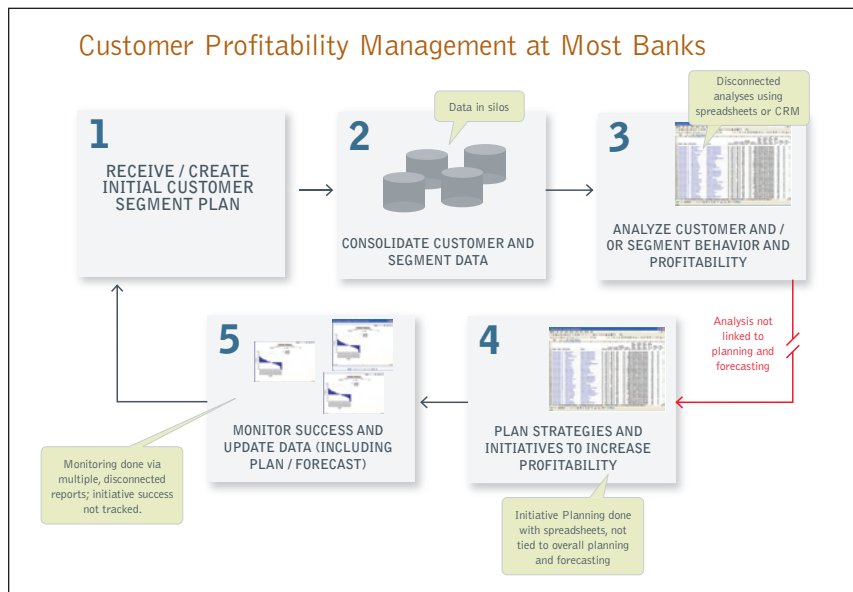 Customer Profitability Management at Most Banks
1
RECEIVE / CREATE
INITIAL CUSTOMER
SEGMENT PLAN
2
Data in silos
CONSOLIDATE CUSTOMER AND
SEGMENT DATA
3
Disconnected
analyses using
spreadsheets or CRM
ANALYZE CUSTOMER AND /
OR SEGMENT BEHAVIOR AND
PROFITABILITY
Analysis not
linked to
planning and
forecasting
4
PLAN STRATEGIES AND
INITIATIVES TO INCREASE
PROFITABILITY
Initiative Planning done
with spreadsheets, not
tied to overall planning
and forecasting
5
MONITOR SUCCESS AND
UPDATE DATA (INCLUDING
PLAN / FORECAST)
Monitoring done via
multiple, disconnected
reports; initiative success
not tracked.